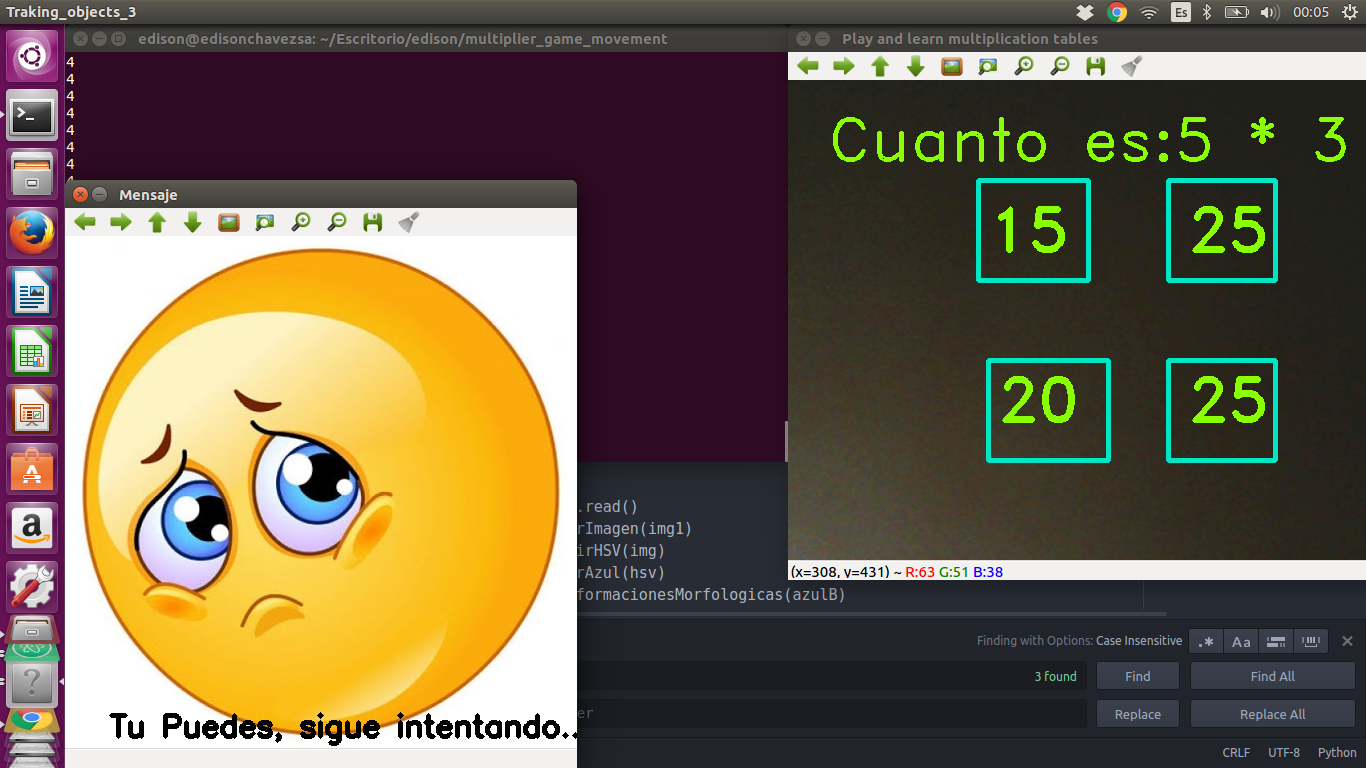 Traking_objects_3
Es
00:05
edison@edisonchavezsa: ~/Escritorio/edison/multiplier_game_movement
4
4
4
4
4
4
4
4
Mensaje
Tu Puedes, sigue intentando..
Play and learn multiplication tables
Cuanto es:5 * 3
15 25
20 25
(x=308, y=431) ~ R:63 G:51 B:38
.read()
rImagen(img1)
irHSV(img)
rAzul(hsv)
formacionesMorfologicas(azulB)
Finding with Options: Case Insensitive
.* Aa
3 found
Find
Find All
er
Replace
Replace All
CRLF UTF-8 Python